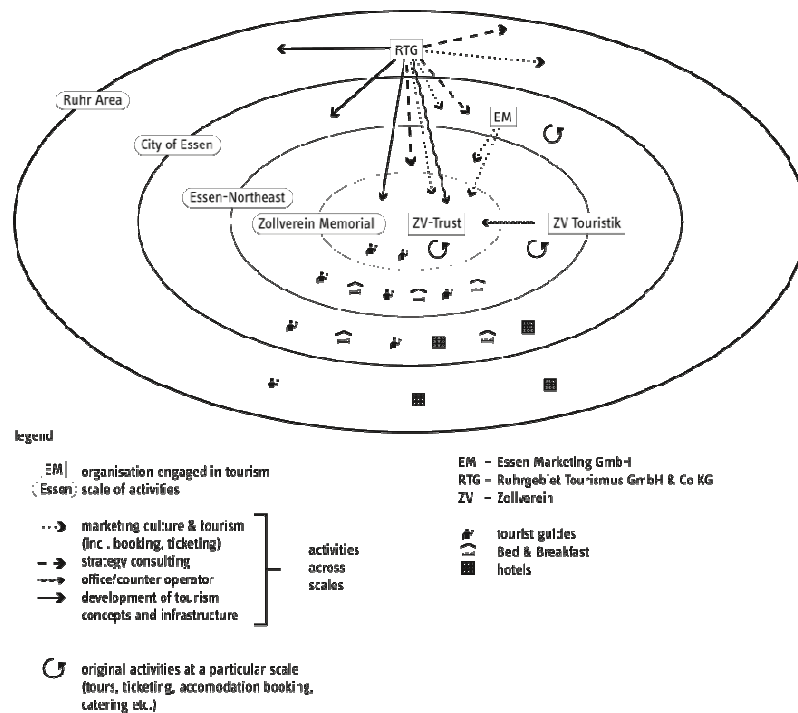 RTG
Ruhr Area
EM
City of Essen
Essen-Northeast
Zollverein Memorial
ZV-Trust
ZV Touristik
legend
EM organisation engaged in tourism
Essen scale of activities
marketing culture & tourism
(inc. booking, ticketing)
strategy consulting
office/counter operator
development of tourism
concepts and infrastructure
activities
across
scales
original activities at a particular scale
(tours, ticketing, accomodation booking,
catering etc.)
EM – Essen Marketing GmbH
RTG – Ruhrgebiet Tourismus GmbH & Co KG
ZV – Zollverein
tourist guides
Bed & Breakfast
hotels